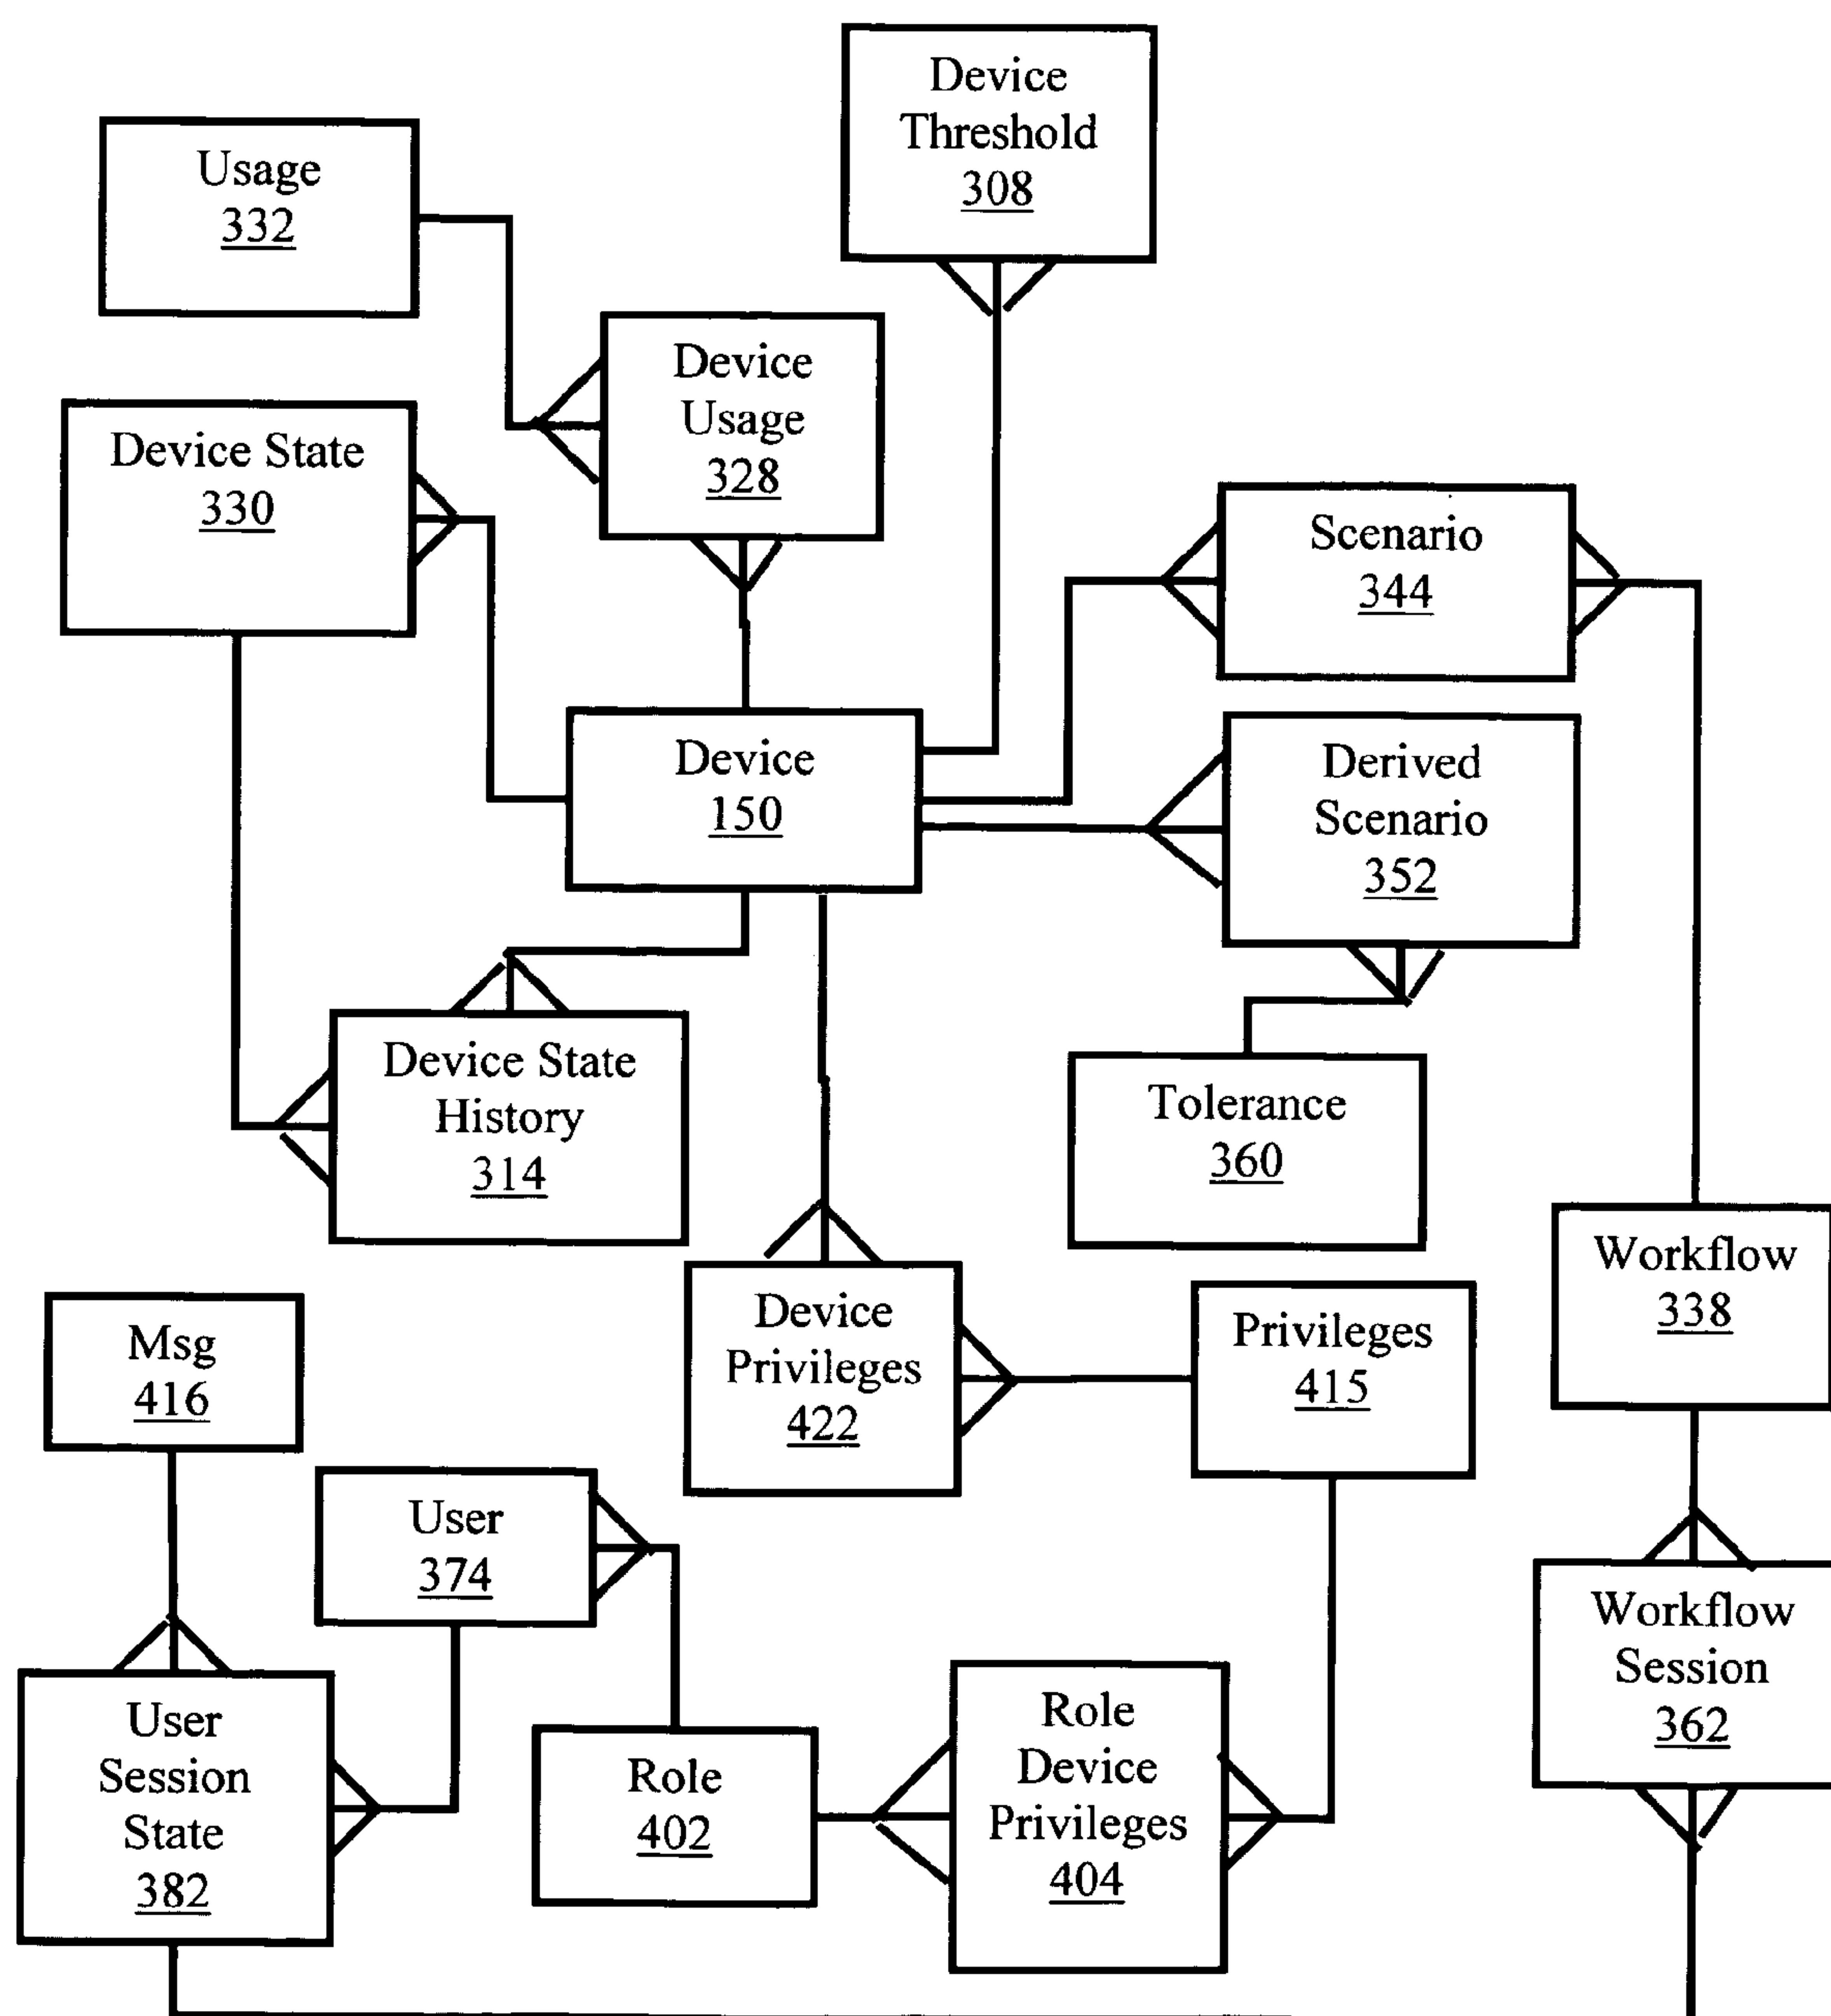 Device
Threshold
308
Usage
332
Device
Usage
328
Device State
330
Scenario
344
Device
150
Derived
Scenario
352
Device State
History
314
Tolerance
360
Workflow
338
Device
Privileges
422
Privileges
415
Msg
416
User
374
Workflow
Session
362
User
Session
State
382
Role
402
Role
Device
Privileges
404